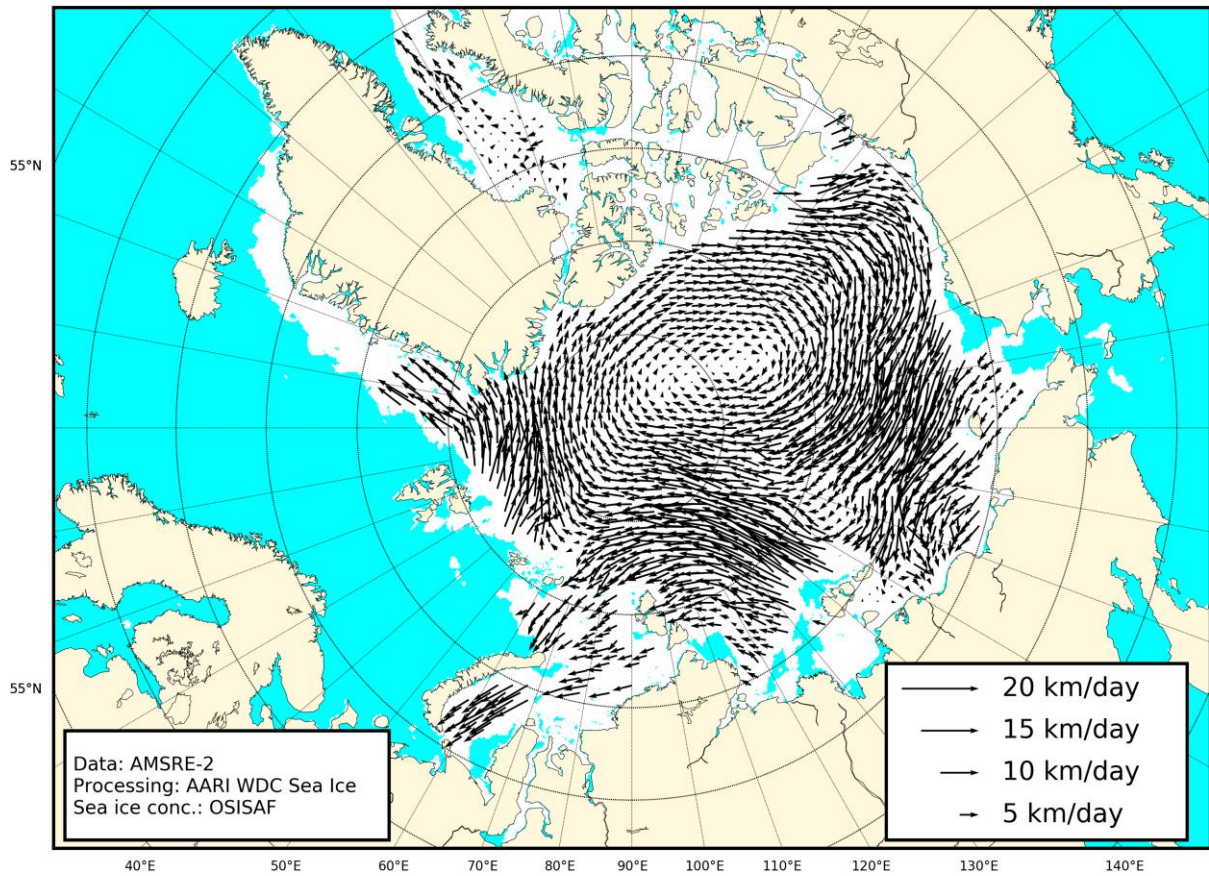 55°N
55°N
Data: AMSRE-2
Processing: AARI WDC Sea Ice
Sea ice conc.: OSISAF
20 km/day
15 km/day
10 km/day
5 km/day
40°E 50°E 60°E 70°E 80°E 90°E 100°E 110°E 120°E 130°E 140°E